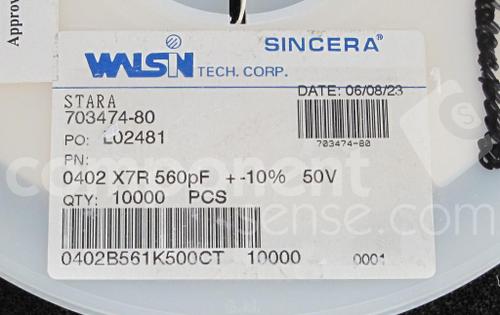 Approv
WALSIN TECH. CORP.
SINCERA®
DATE: 06/08/23
STARA
703474-80
703474-80
PO: L02481
PN:
0402 X7R 560pF +-10% 50V
QTY: 10000 PCS
0402B561K500CT 10000 0001
component
sense.com